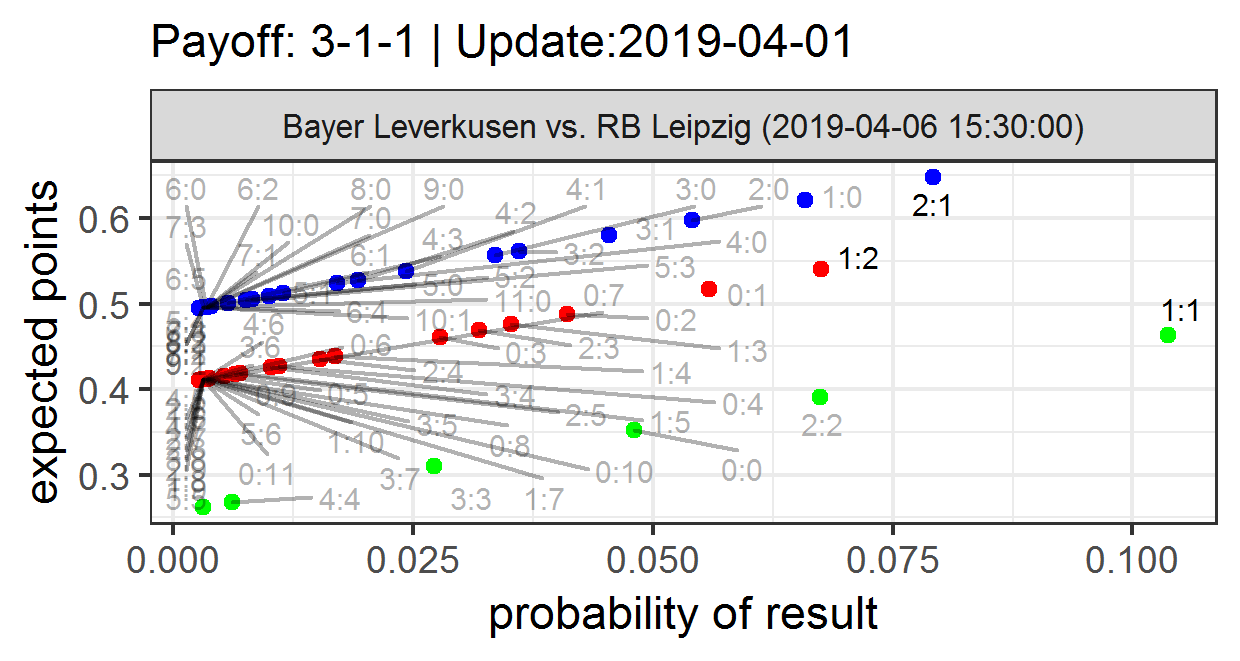 Payoff: 3-1-1 | Update:2019-04-01
Bayer Leverkusen vs. RB Leipzig (2019-04-06 15:30:00)
expected points
0.6
0.5
0.4
0.3
6:0 6:2 8:0 9:0 4:1 3:0 2:0 1:0
2:1
7:3 10:0 7:0 4:2 3:1
7:1 6:1 4:3 3:2 4:0
1:2
6:5 5:1 5:0 5:2 5:3
11:0 0:7 0:1
1:1
4:6 6:4 10:1 0:2
3:6 0:6 0:3 2:3 1:3
2:4 1:4
0:9 0:5 3:4 0:4
2:5 1:5 2:2
5:6 1:10 3:5 0:8
0:11 3:7 0:10 0:0
4:4 3:3 1:7
5:5
0.000 0.025 0.050 0.075 0.100
probability of result